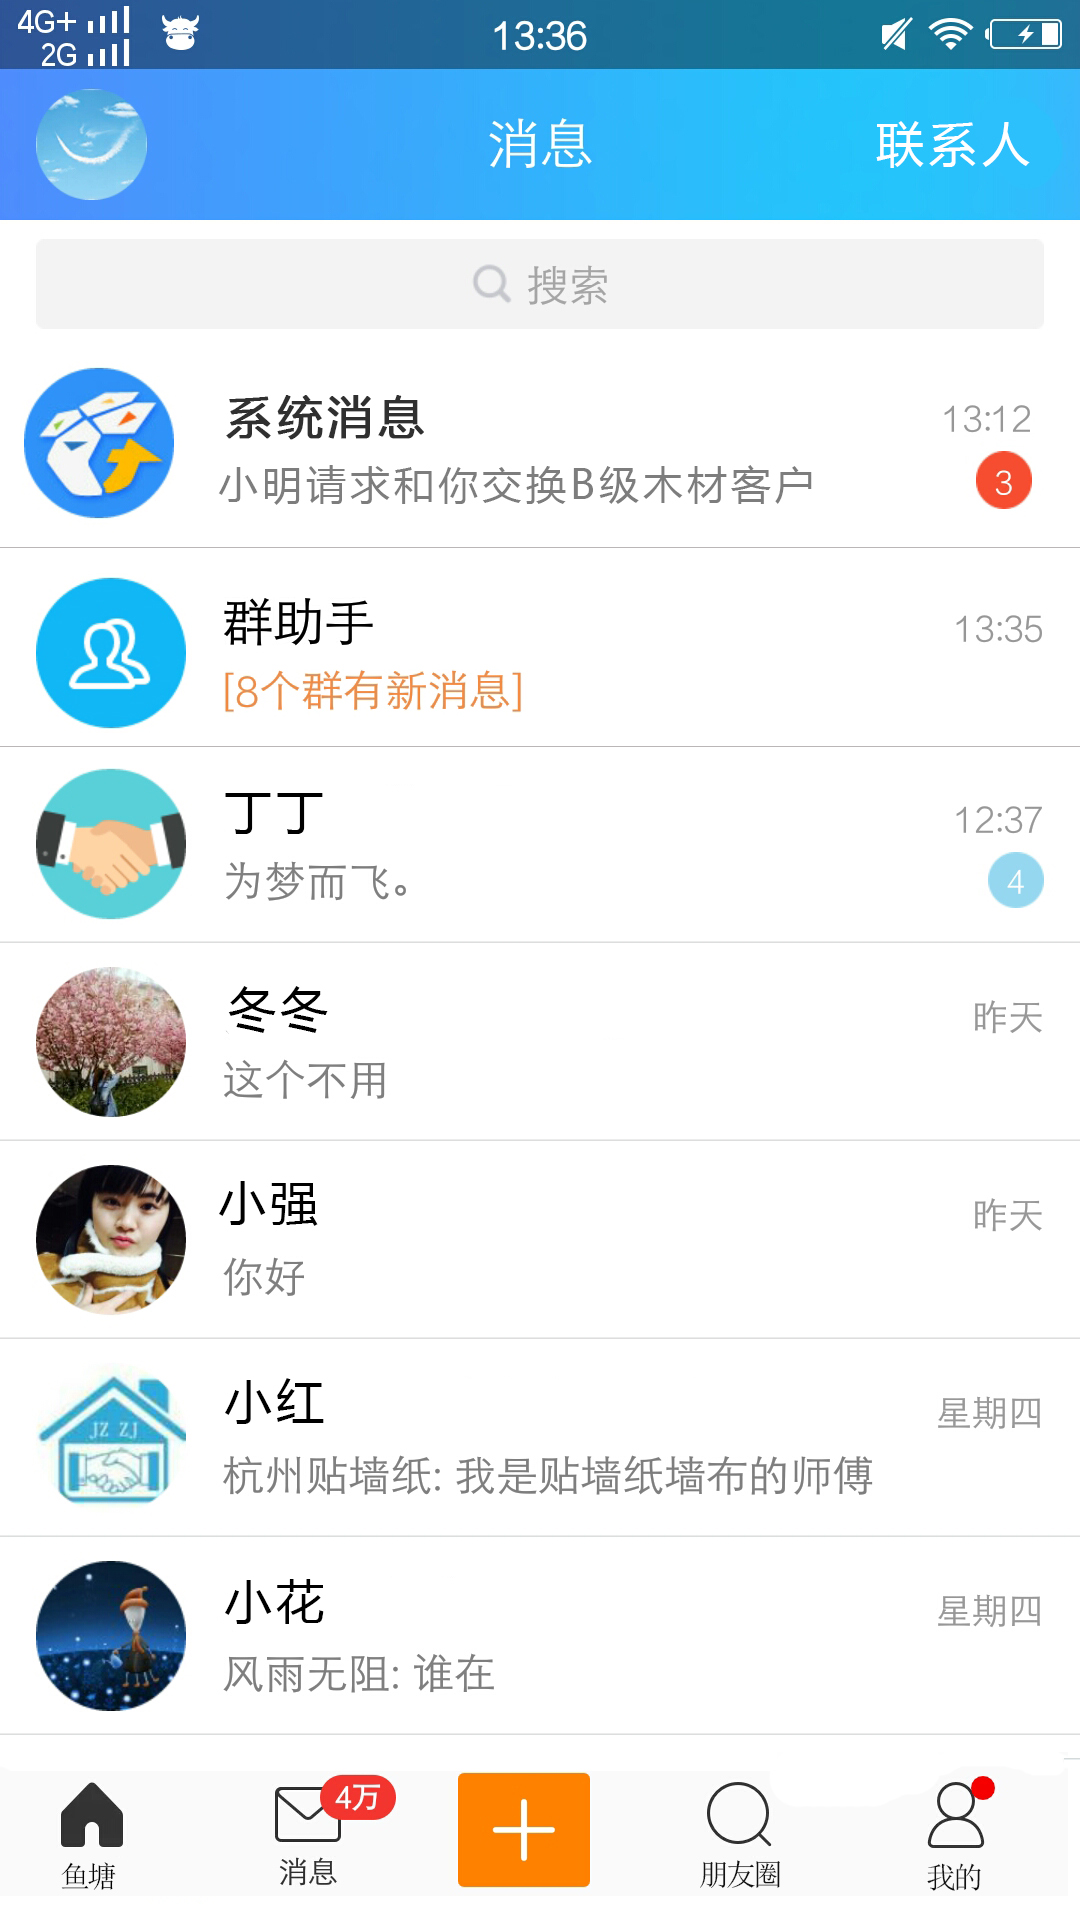 4G+
2G
13:36
消息
联系人
搜索
系统消息
13:12
小明请求和你交换B级木材客户
3
群助手
13:35
[8个群有新消息]
丁丁
12:37
为梦而飞。
4
冬冬
昨天
这个不用
小强
昨天
你好
JZ ZJ
小红
星期四
杭州贴墙纸: 我是贴墙纸墙布的师傅
小花
星期四
风雨无阻: 谁在
4万
鱼塘
消息
朋友圈
我的